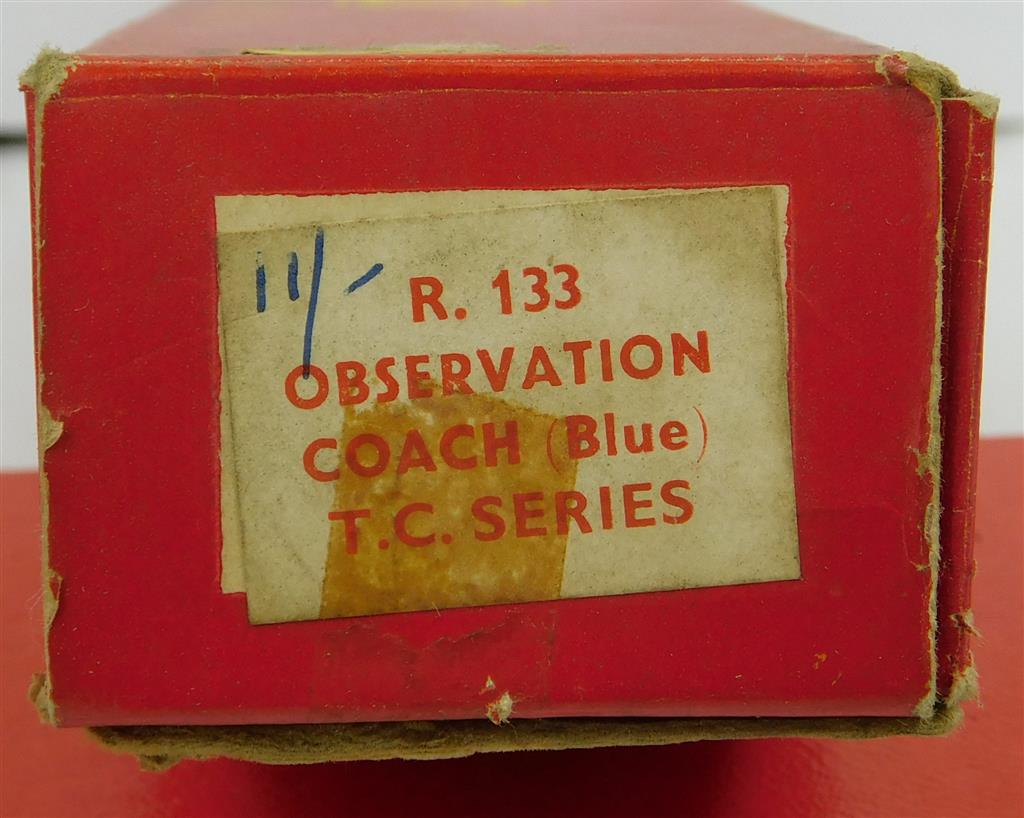 11/-
R. 133
OBSERVATION
COACH (Blue)
T.C. SERIES